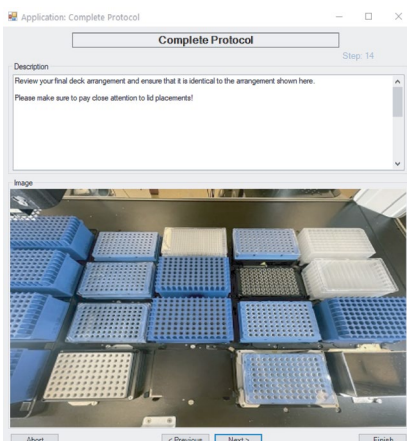 Application: Complete Protocol
Complete Protocol
Step: 14
Description
Review your final deck arrangement and ensure that it is identical to the arrangement shown here.
Please make sure to pay close attention to lid placements!
Image
Abort
< Previous
Next >
Finish